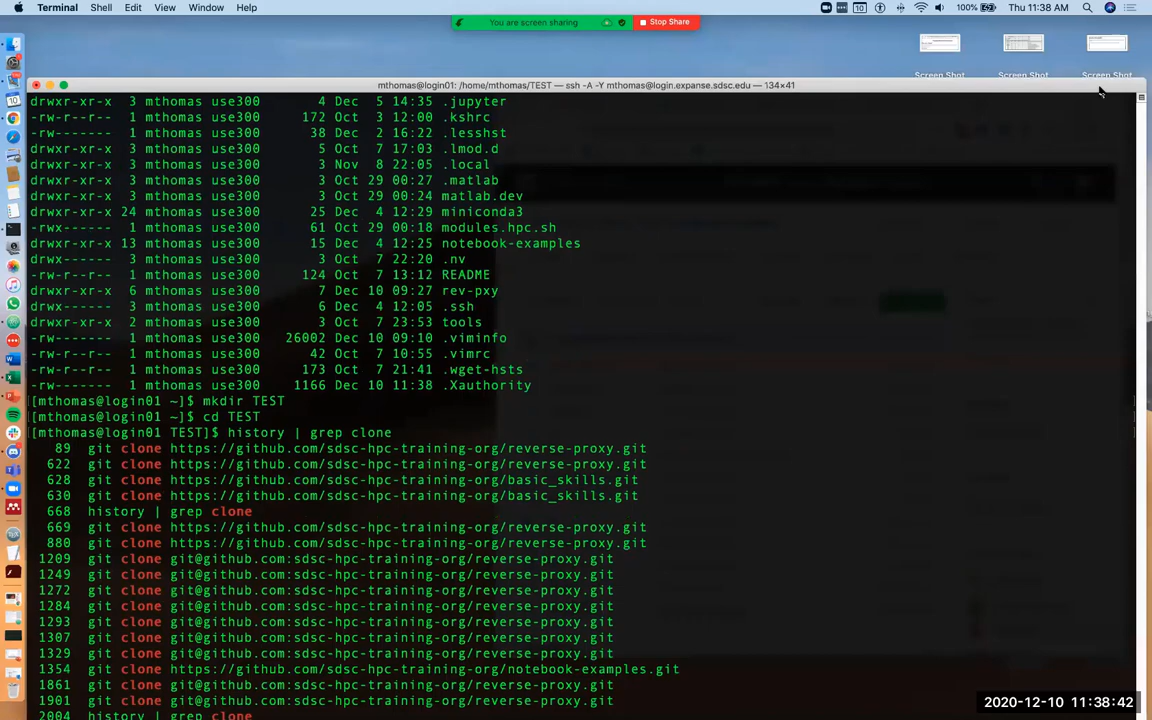 Terminal Shell Edit View Window Help 100% Thu 11:38 AM
You are screen sharing Stop Share
Screen Shot Screen Shot Screen Shot
mthomas@login01: /home/mthomas/TEST — ssh -A -Y mthomas@login.expanse.sdsc.edu — 134×41
drwxr-xr-x 3 mthomas use300 4 Dec 5 14:35 .jupyter
-rw-r--r-- 1 mthomas use300 172 Oct 3 12:00 .kshrc
-rw------- 1 mthomas use300 38 Dec 2 16:22 .lesshst
drwxr-xr-x 3 mthomas use300 5 Oct 7 17:03 .lmod.d
drwxr-xr-x 3 mthomas use300 3 Nov 8 22:05 .local
drwxr-xr-x 3 mthomas use300 3 Oct 29 00:27 .matlab
drwxr-xr-x 3 mthomas use300 3 Oct 29 00:24 matlab.dev
drwxr-xr-x 24 mthomas use300 25 Dec 4 12:29 miniconda3
-rw-r--r-- 1 mthomas use300 61 Oct 29 00:18 modules.hpc.sh
drwxr-xr-x 13 mthomas use300 15 Dec 4 12:25 notebook-examples
drwx------ 3 mthomas use300 3 Oct 7 22:20 .nv
-rw-r--r-- 1 mthomas use300 124 Oct 7 13:12 README
drwxr-xr-x 6 mthomas use300 7 Dec 10 09:27 rev-pxy
drwx------ 3 mthomas use300 6 Dec 4 12:05 .ssh
drwxr-xr-x 2 mthomas use300 3 Oct 7 23:53 tools
-rw------- 1 mthomas use300 26002 Dec 10 09:10 .viminfo
-rw-r--r-- 1 mthomas use300 42 Oct 7 10:55 .vimrc
-rw-r--r-- 1 mthomas use300 173 Oct 7 21:41 .wget-hsts
-rw------- 1 mthomas use300 1166 Dec 10 11:38 .Xauthority
[[mthomas@login01 ~]$ mkdir TEST
[[mthomas@login01 ~]$ cd TEST
[[mthomas@login01 TEST]$ history | grep clone
89 git clone https://github.com/sdsc-hpc-training-org/reverse-proxy.git
622 git clone https://github.com/sdsc-hpc-training-org/reverse-proxy.git
628 git clone https://github.com/sdsc-hpc-training-org/basic_skills.git
630 git clone https://github.com/sdsc-hpc-training-org/basic_skills.git
668 history | grep clone
669 git clone https://github.com/sdsc-hpc-training-org/reverse-proxy.git
880 git clone https://github.com/sdsc-hpc-training-org/reverse-proxy.git
1209 git clone git@github.com:sdsc-hpc-training-org/reverse-proxy.git
1249 git clone git@github.com:sdsc-hpc-training-org/reverse-proxy.git
1272 git clone git@github.com:sdsc-hpc-training-org/reverse-proxy.git
1284 git clone git@github.com:sdsc-hpc-training-org/reverse-proxy.git
1293 git clone git@github.com:sdsc-hpc-training-org/reverse-proxy.git
1307 git clone git@github.com:sdsc-hpc-training-org/reverse-proxy.git
1329 git clone git@github.com:sdsc-hpc-training-org/reverse-proxy.git
1354 git clone https://github.com/sdsc-hpc-training-org/notebook-examples.git
1861 git clone git@github.com:sdsc-hpc-training-org/reverse-proxy.git
1901 git clone git@github.com:sdsc-hpc-training-org/reverse-proxy.git
2004 history | grep clone
2020-12-10 11:38:42